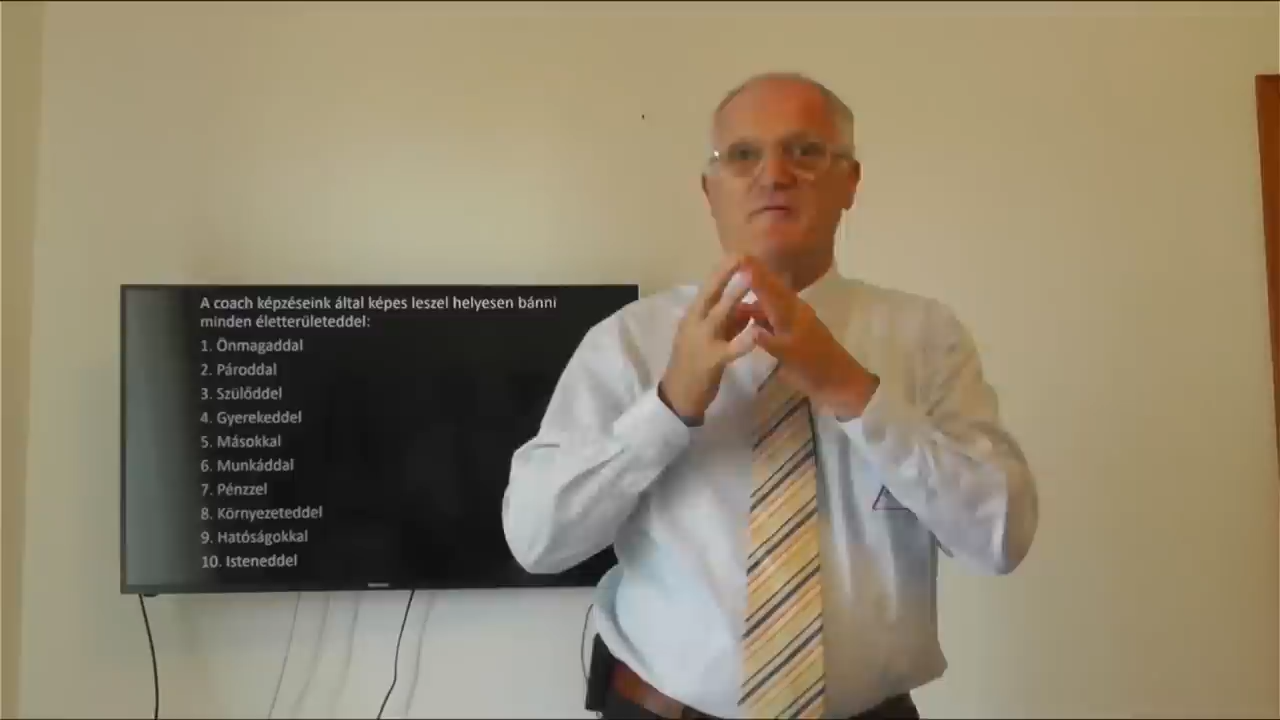 A coach képzéseink által képes leszel helyesen bánni
minden életterületeddel:
1. Önmagaddal
2. Pároddal
3. Szülőddel
4. Gyerekeddel
5. Másokkal
6. Munkáddal
7. Pénzzel
8. Környezeteddel
9. Hatóságokkal
10. Isteneddel